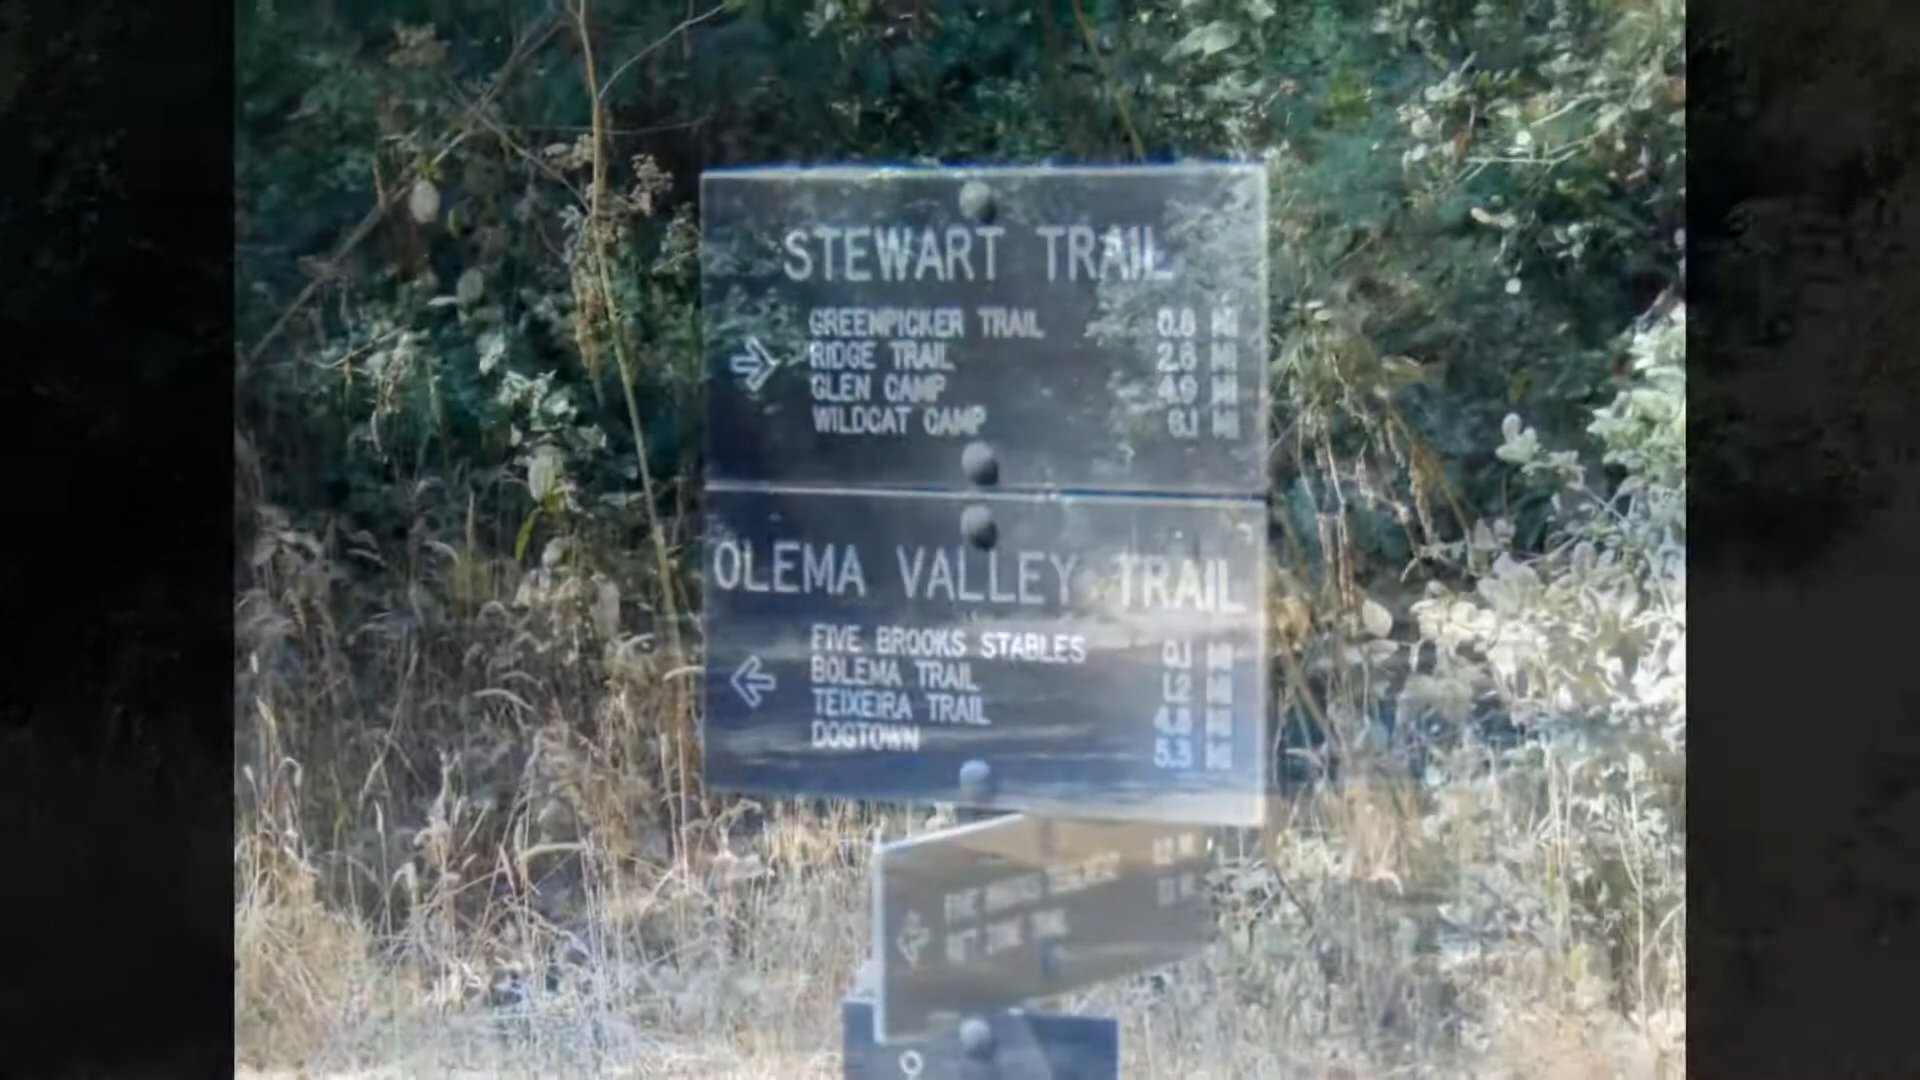 STEWART TRAIL
GREENPICKER TRAIL 0.8 MI
RIDGE TRAIL 2.8 MI
GLEN CAMP 4.9 MI
WILDCAT CAMP 6.1 MI
OLEMA VALLEY TRAIL
FIVE BROOKS STABLES 0.1 MI
BOLEMA TRAIL 1.2 MI
TEIXEIRA TRAIL 4.8 MI
DOGTOWN 5.3 MI